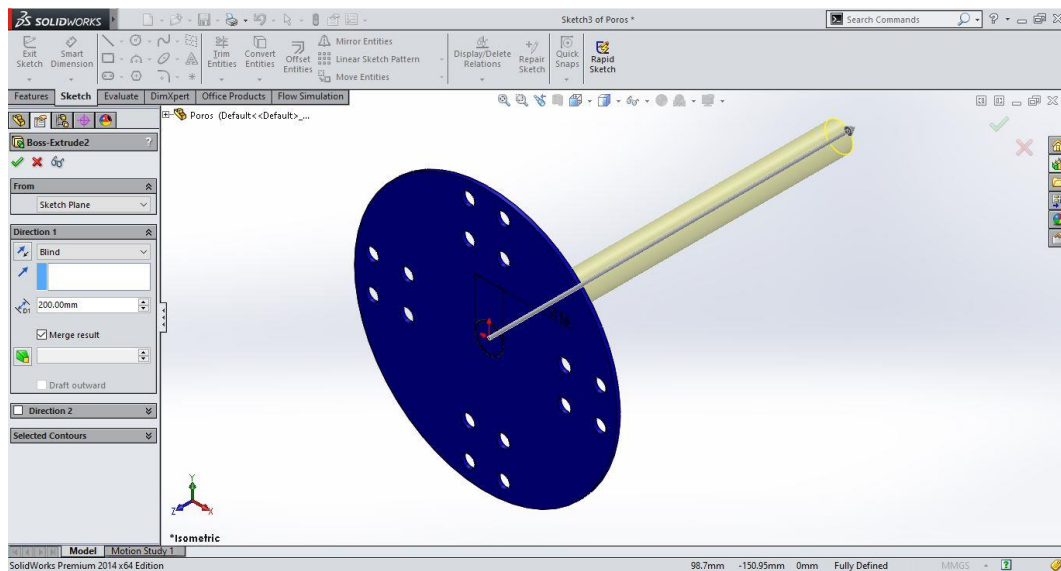 SOLIDWORKS
Sketch3 of Poros *
Search Commands
Exit Sketch
Smart Dimension
Trim Entities
Convert Entities
Offset Entities
Mirror Entities
Linear Sketch Pattern
Move Entities
Display/Delete Relations
Repair Sketch
Quick Snaps
Rapid Sketch
Features Sketch Evaluate DimXpert Office Products Flow Simulation
Poros (Default<<Default>_...
Boss-Extrude2 ?
From
Sketch Plane
Direction 1
Blind
D1 200.00mm
Merge result
Draft outward
Direction 2
Selected Contours
Y
Z X
*Isometric
Model Motion Study 1
SolidWorks Premium 2014 x64 Edition 98.7mm -150.95mm 0mm Fully Defined MMGS ?